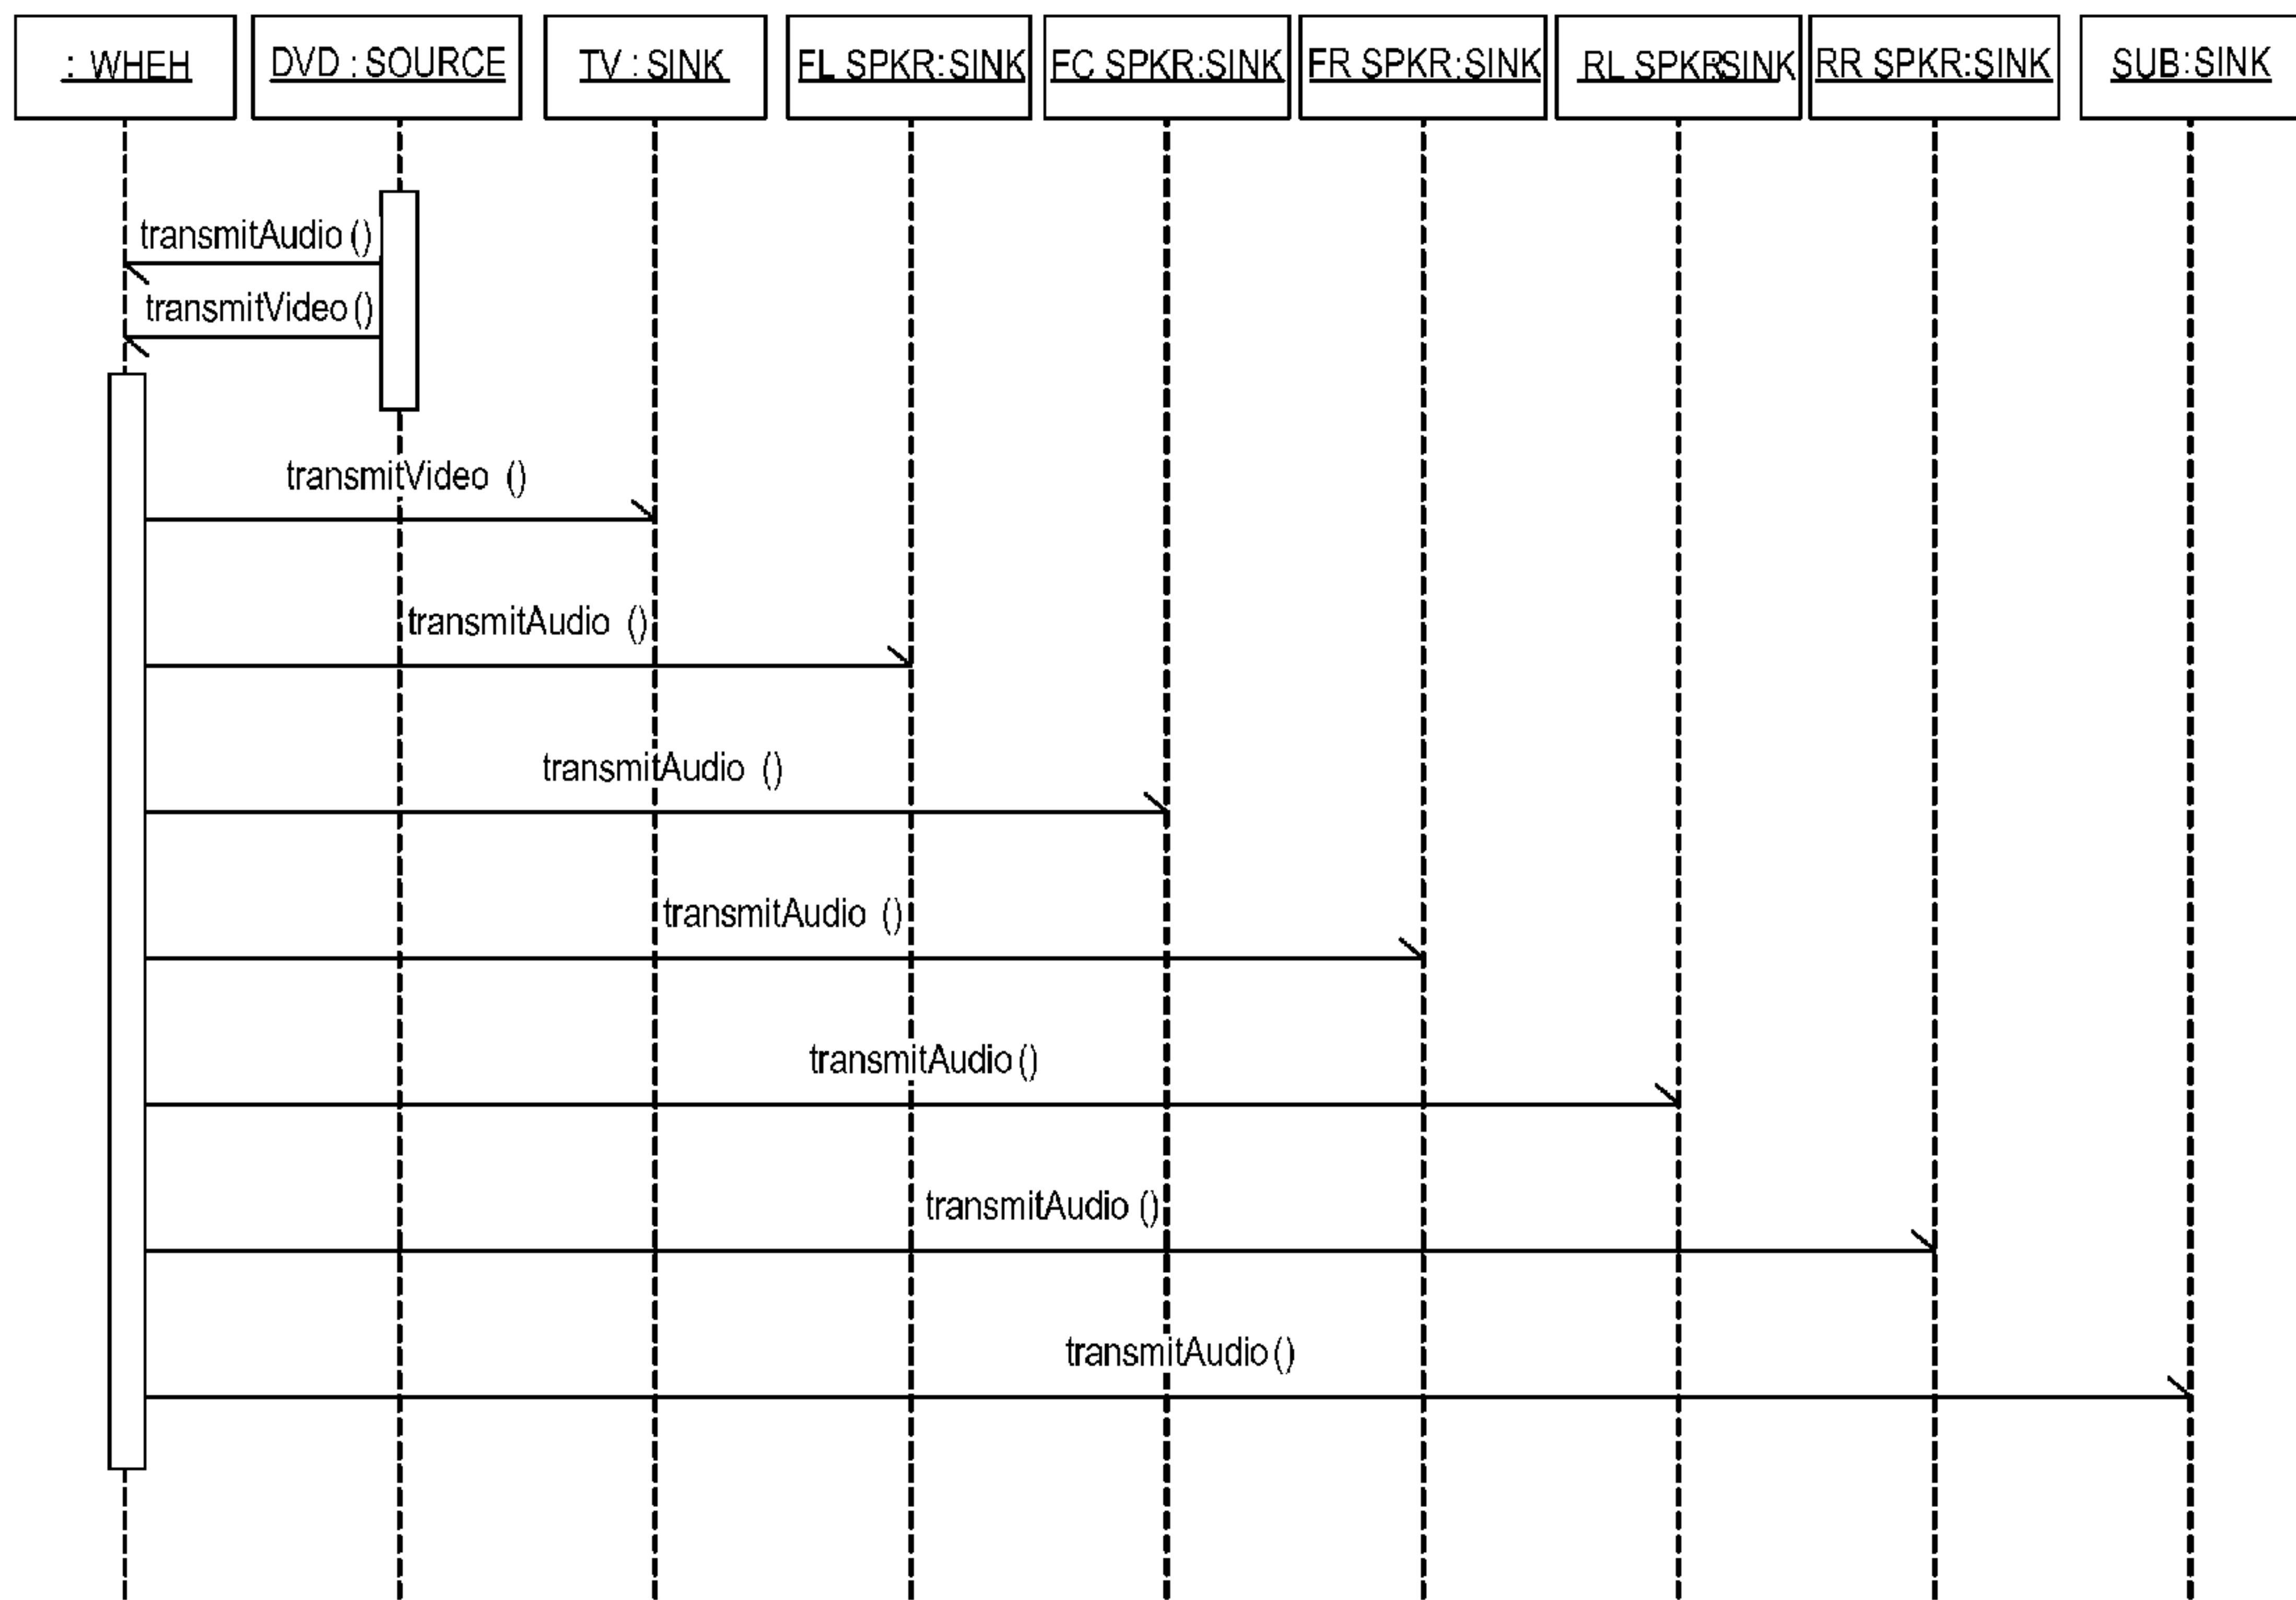 : WHEH
DVD : SOURCE
TV : SINK
FL SPKR:SINK
FC SPKR:SINK
FR SPKR:SINK
RL SPKR:SINK
RR SPKR:SINK
SUB:SINK
transmitAudio ()
transmitVideo ()
transmitVideo ()
transmitAudio ()
transmitAudio ()
transmitAudio ()
transmitAudio ()
transmitAudio ()
transmitAudio ()